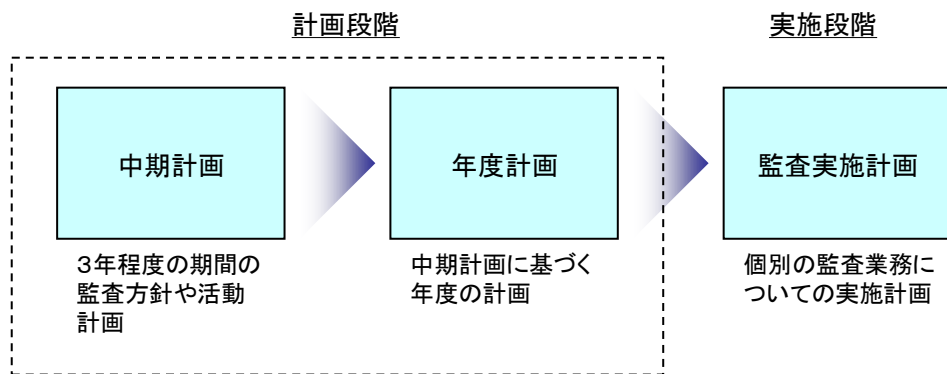 計画段階
実施段階
中期計画
年度計画
監査実施計画
3年程度の期間の
監査方針や活動
計画
中期計画に基づく
年度の計画
個別の監査業務に
ついての実施計画